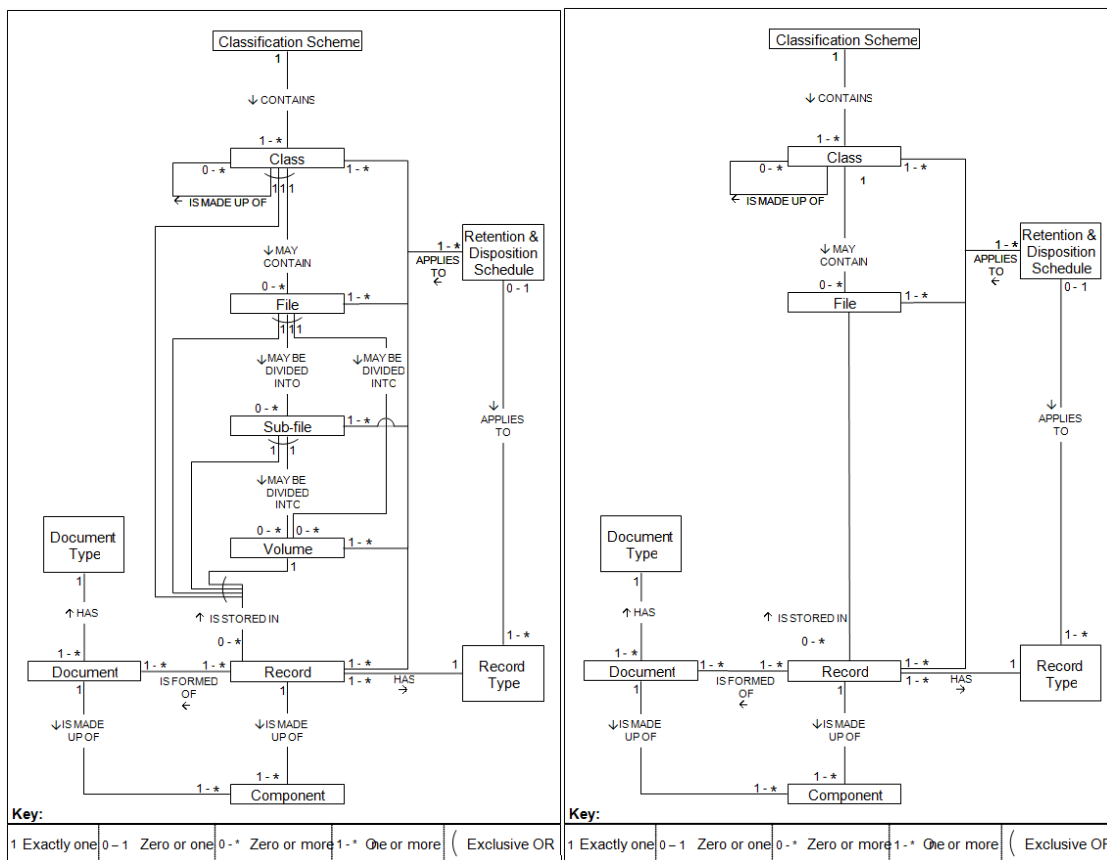 Classification Scheme
1
↓ CONTAINS
1 - *
Class
0 - *
1 - *
1 1 1
← IS MADE UP OF
↓ MAY
CONTAIN
1 - *
APPLIES
TO
←
Retention &
Disposition
Schedule
0 - 1
0 - *
File
1 - *
1 1 1
↓ MAY BE
DIVIDED
INTO
↓ MAY BE
DIVIDED
INTC
0 - *
Sub-file
1 - *
1
1
↓
APPLIES
TO
↓ MAY BE
DIVIDED
INTC
0 - *
0 - *
Volume
1 - *
1
Document
Type
1
↑ HAS
↑ IS STORED IN
1 - *
0 - *
1 - *
Document
1 - *
1 - *
Record
1 - *
1 - *
1
Record
Type
IS FORMED
OF
←
HAS
→
1
1
↓ IS MADE
UP OF
↓ IS MADE
UP OF
1 - *
1 - *
Component
Key:
1 Exactly one
0 – 1 Zero or one
0 - * Zero or more
1 - * One or more
( Exclusive OR
Classification Scheme
1
↓ CONTAINS
1 - *
Class
0 - *
1 - *
1
← IS MADE UP OF
↓ MAY
CONTAIN
1 - *
APPLIES
TO
←
Retention &
Disposition
Schedule
0 - 1
0 - *
File
1 - *
↓
APPLIES
TO
Document
Type
1
↑ HAS
↑ IS STORED IN
1 - *
0 - *
1 - *
Document
1 - *
1 - *
Record
1 - *
1 - *
1
Record
Type
IS FORMED
OF
←
HAS
→
1
1
↓ IS MADE
UP OF
↓ IS MADE
UP OF
1 - *
1 - *
Component
Key:
1 Exactly one
0 – 1 Zero or one
0 - * Zero or more
1 - * One or more
( Exclusive OR